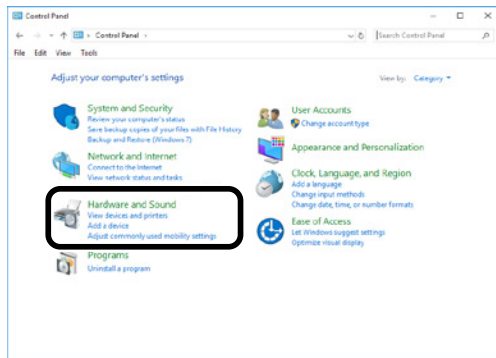 Control Panel
Control Panel
Search Control Panel
File Edit View Tools
Adjust your computer's settings
View by: Category
System and Security
Review your computer's status
Save backup copies of your files with File History
Backup and Restore (Windows 7)
Network and Internet
Connect to the Internet
View network status and tasks
Hardware and Sound
View devices and printers
Add a device
Adjust commonly used mobility settings
Programs
Uninstall a program
User Accounts
Change account type
Appearance and Personalization
Clock, Language, and Region
Add a language
Change input methods
Change date, time, or number formats
Ease of Access
Let Windows suggest settings
Optimize visual display